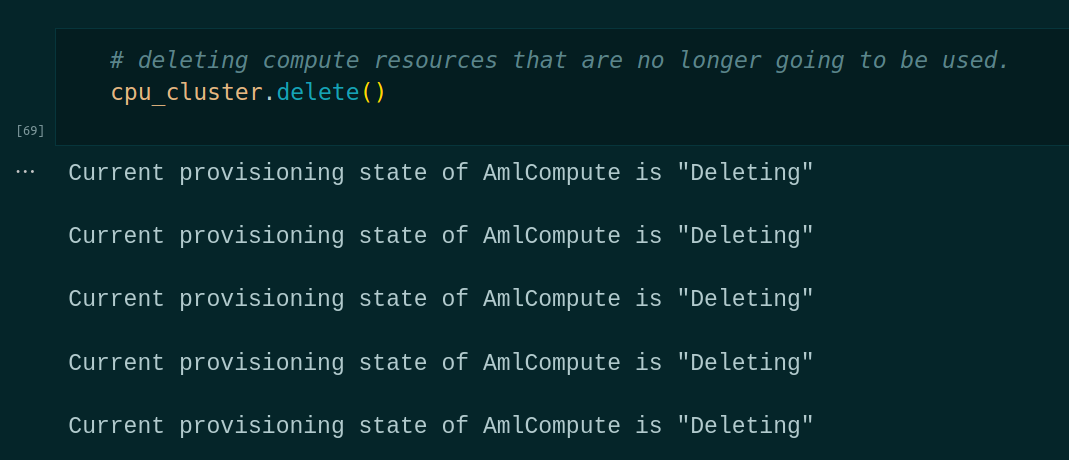 # deleting compute resources that are no longer going to be used.
cpu_cluster.delete()
[69]
...
Current provisioning state of AmlCompute is "Deleting"
Current provisioning state of AmlCompute is "Deleting"
Current provisioning state of AmlCompute is "Deleting"
Current provisioning state of AmlCompute is "Deleting"
Current provisioning state of AmlCompute is "Deleting"